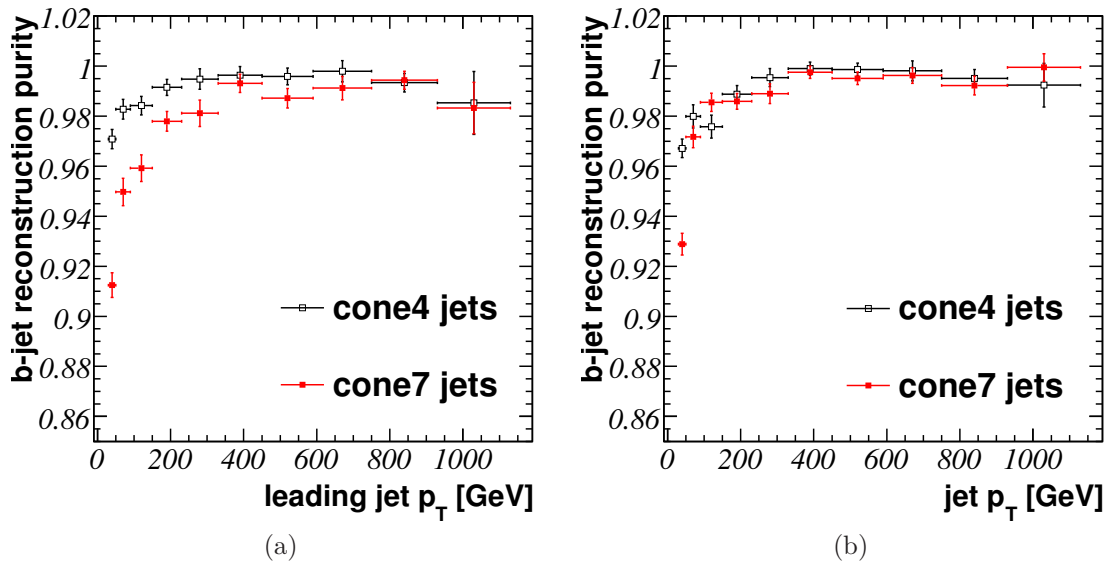 b-jet reconstruction purity
1.02
1
0.98
0.96
0.94
0.92
0.9
0.88
0.86
cone4 jets
cone7 jets
0 200 400 600 800 1000
leading jet p_T [GeV]
(a)
b-jet reconstruction purity
1.02
1
0.98
0.96
0.94
0.92
0.9
0.88
0.86
cone4 jets
cone7 jets
0 200 400 600 800 1000
jet p_T [GeV]
(b)